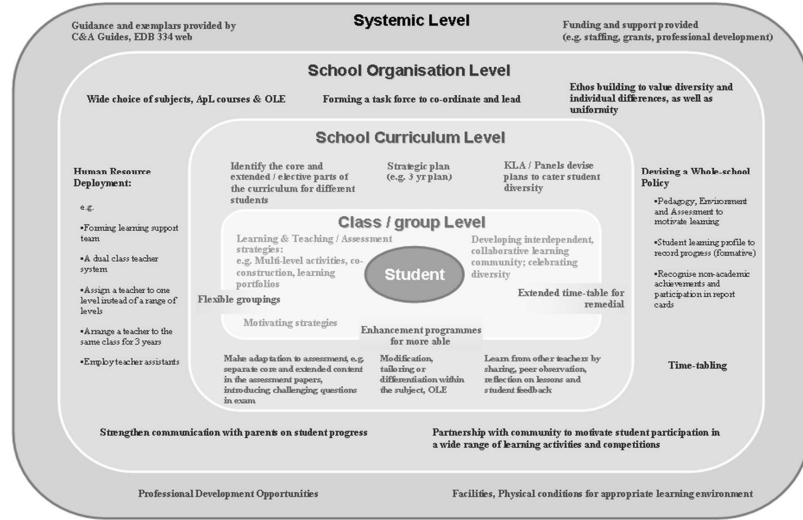 Systemic Level
Guidance and exemplars provided by
C&A Guides, EDB 334 web
Funding and support provided
(e.g. staffing, grants, professional development)
School Organisation Level
Wide choice of subjects, ApL courses & OLE
Forming a task force to co-ordinate and lead
Ethos building to value diversity and
individual differences, as well as
uniformity
School Curriculum Level
Human Resource
Deployment:
e.g.
•Forming learning support
team
•A dual class teacher
system
•Assign a teacher to one
level instead of a range of
levels
•Arrange a teacher to the
same class for 3 years
•Employ teacher assistants
Identify the core and
extended / elective parts of
the curriculum for different
students
Strategic plan
(e.g. 3 yr plan)
KLA / Panels devise
plans to cater student
diversity
Devising a Whole-school
Policy
•Pedagogy, Environment
and Assessment to
motivate learning
•Student learning profile to
record progress (formative)
•Recognise non-academic
achievements and
participation in report
cards
Time-tabling
Class / group Level
Learning & Teaching / Assessment
strategies:
e.g. Multi-level activities, co-
construction, learning
portfolios
Student
Developing interdependent,
collaborative learning
community; celebrating
diversity
Flexible groupings
Extended time-table for
remedial
Motivating strategies
Enhancement programmes
for more able
Make adaptation to assessment, e.g.
separate core and extended content
in the assessment papers,
introducing challenging questions
in exam
Modification,
tailoring or
differentiation within
the subject, OLE
Learn from other teachers by
sharing, peer observation,
reflection on lessons and
student feedback
Strengthen communication with parents on student progress
Partnership with community to motivate student participation in
a wide range of learning activities and competitions
Professional Development Opportunities
Facilities, Physical conditions for appropriate learning environment